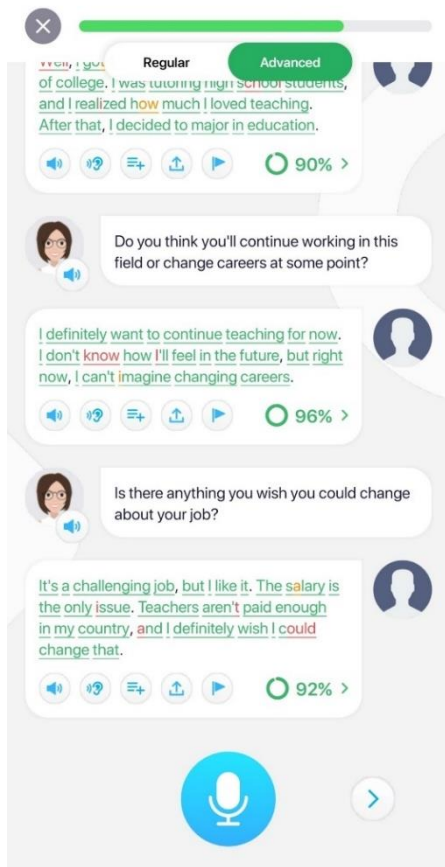 Regular
Advanced
Well, I got
of college. I was tutoring high school students,
and I realized how much I loved teaching.
After that, I decided to major in education.
90%
Do you think you'll continue working in this
field or change careers at some point?
I definitely want to continue teaching for now.
I don't know how I'll feel in the future, but right
now, I can't imagine changing careers.
96%
Is there anything you wish you could change
about your job?
It's a challenging job, but I like it. The salary is
the only issue. Teachers aren't paid enough
in my country, and I definitely wish I could
change that.
92%